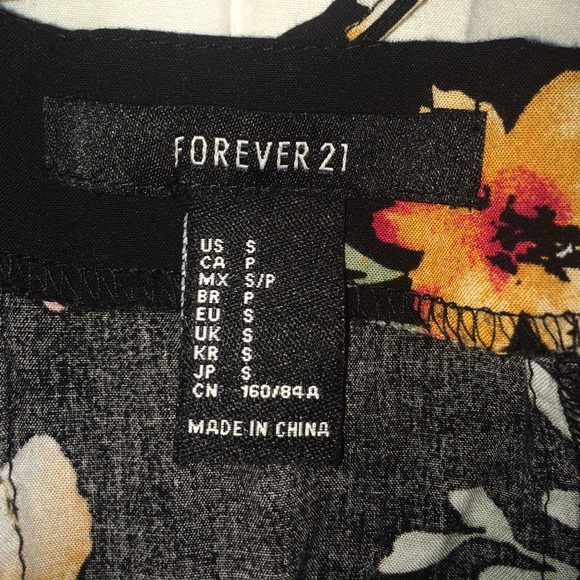 FOREVER 21
US S
CA P
MX S/P
BR P
EU S
UK S
KR S
JP S
CN 160/84A
MADE IN CHINA